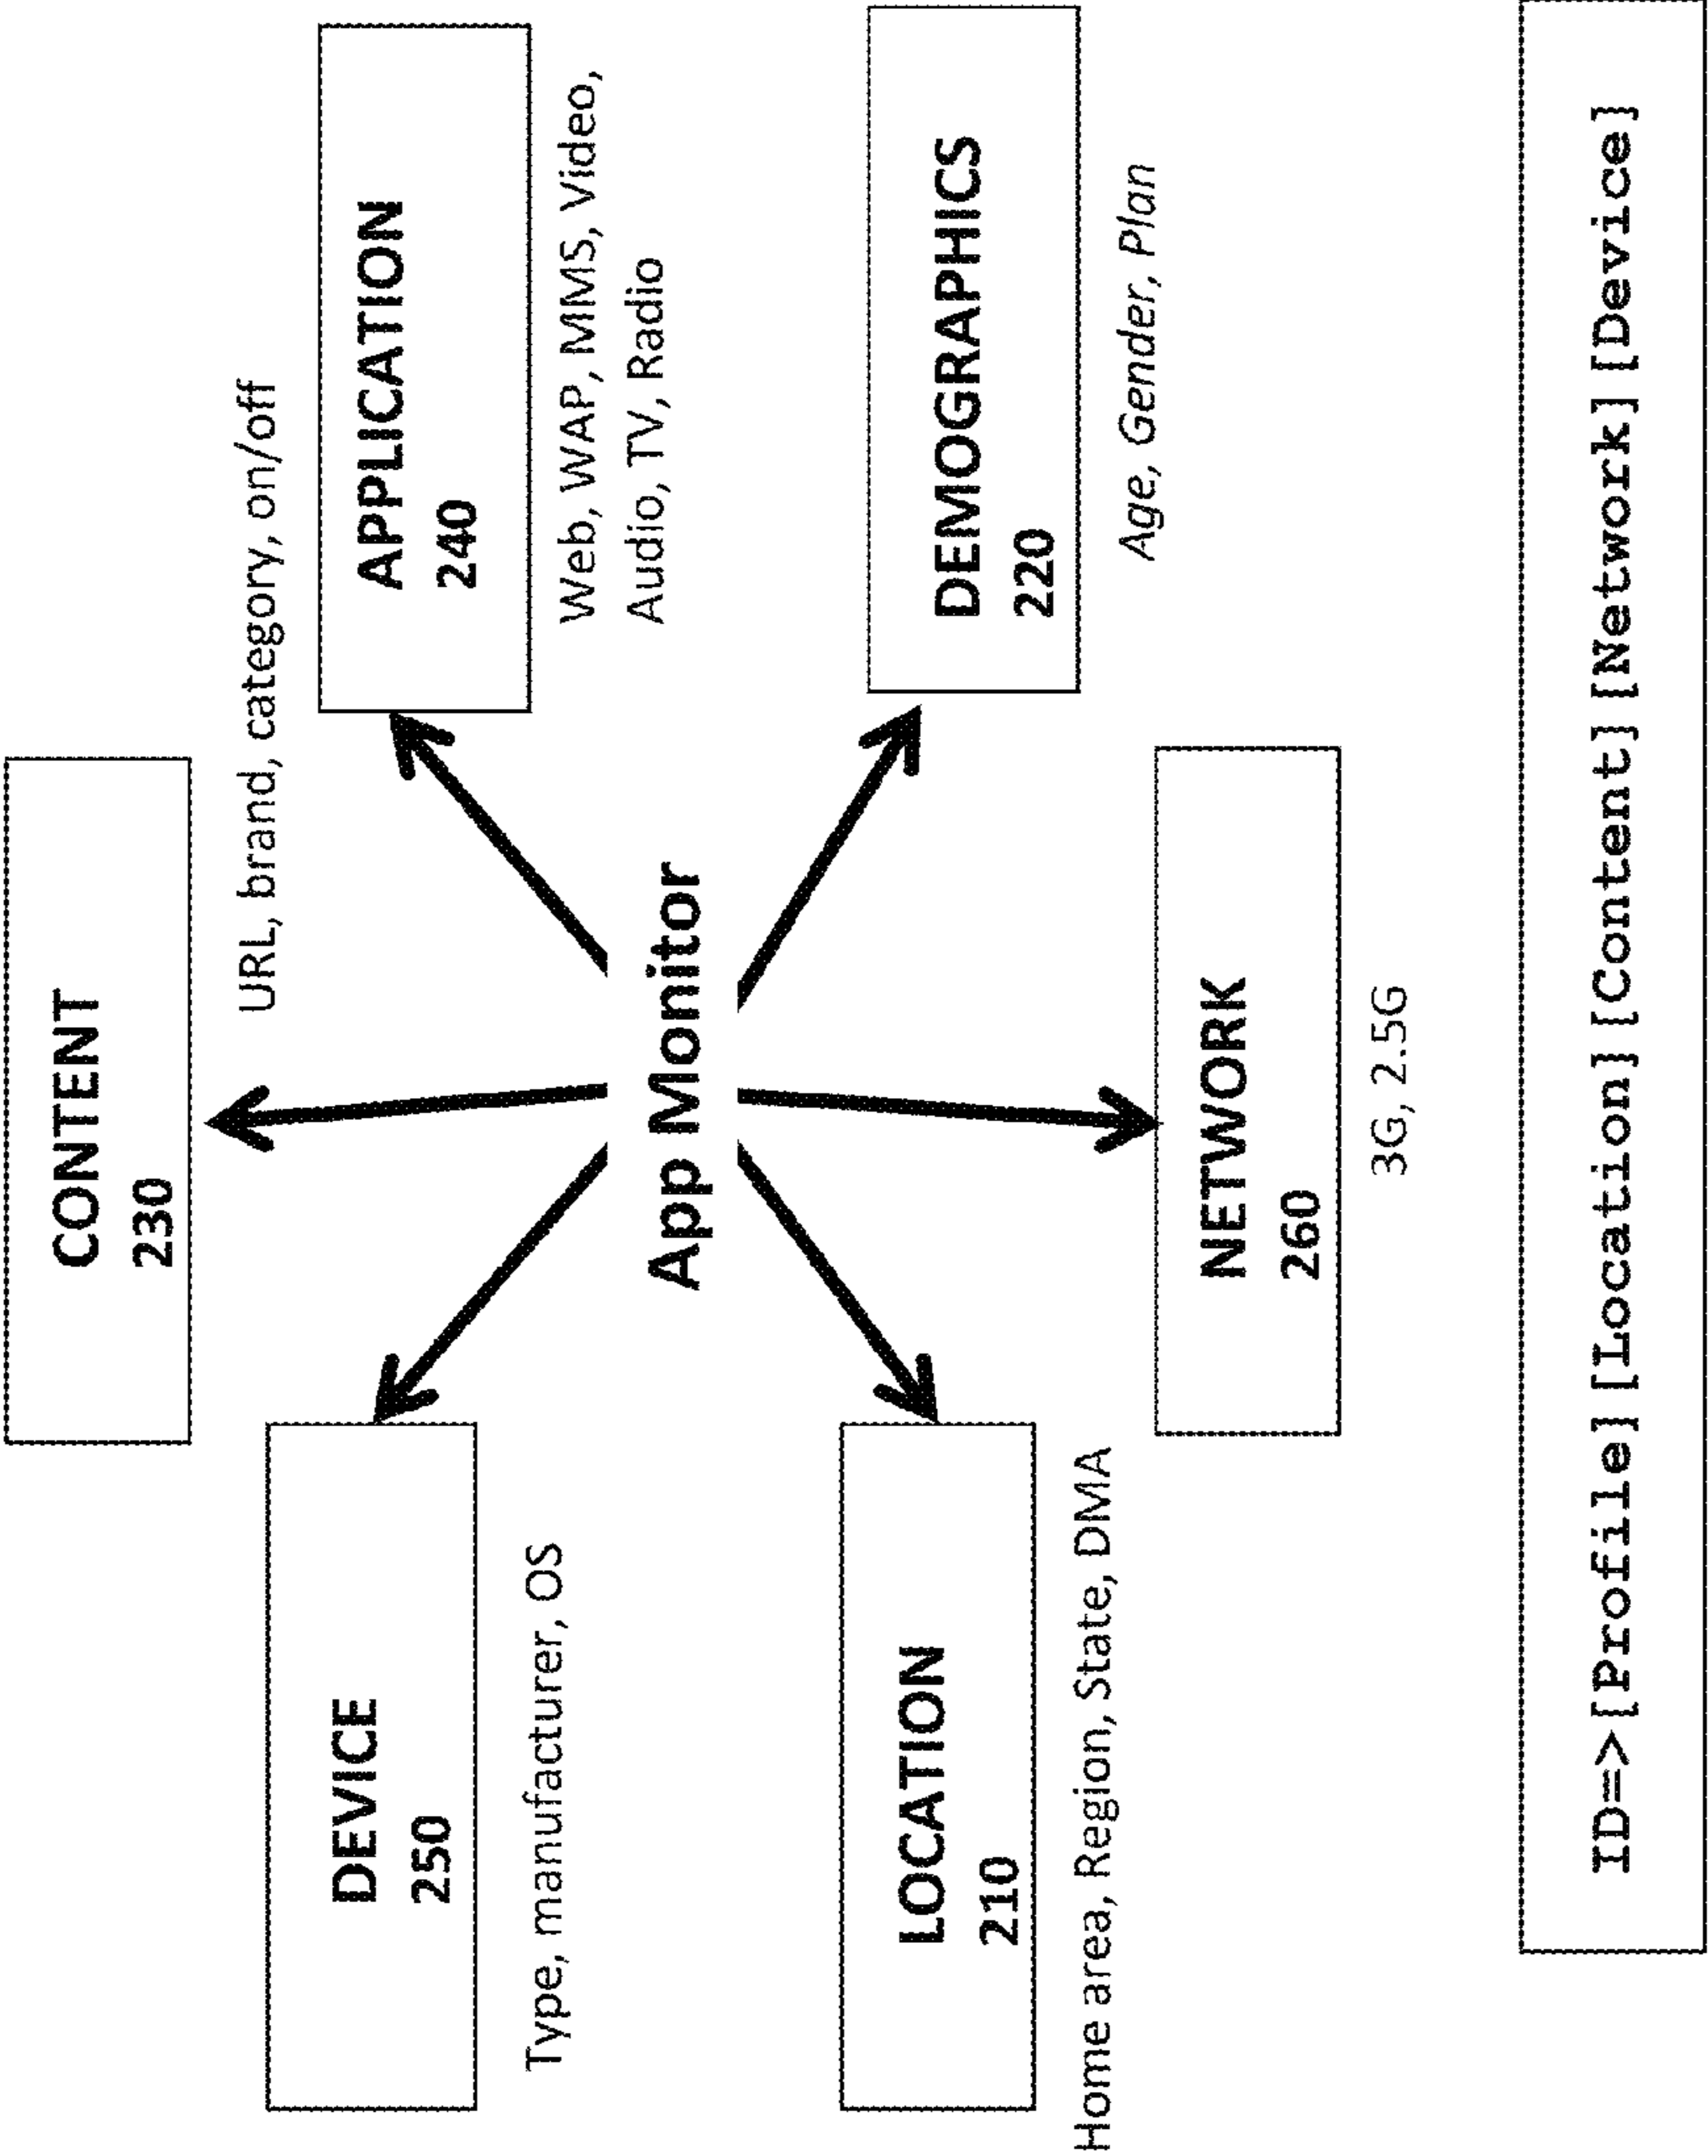 CONTENT
230
URL, brand, category, on/off
DEVICE
250
Type, manufacturer, OS
APPLICATION
240
Web, WAP, MMS, Video,
Audio, TV, Radio
App Monitor
LOCATION
210
Home area, Region, State, DMA
DEMOGRAPHICS
220
Age, Gender, Plan
NETWORK
260
3G, 2.5G
ID=>[Profile][Location][Content][Network][Device]